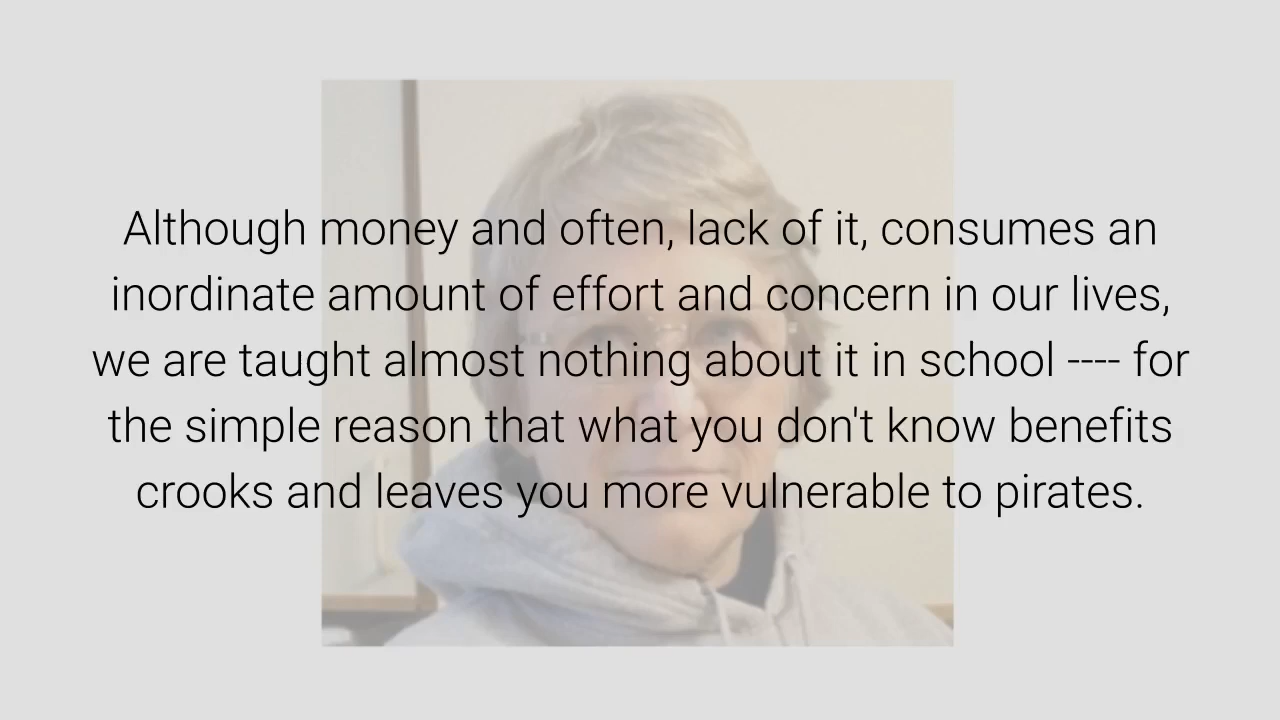 Although money and often, lack of it, consumes an
inordinate amount of effort and concern in our lives,
we are taught almost nothing about it in school ---- for
the simple reason that what you don't know benefits
crooks and leaves you more vulnerable to pirates.